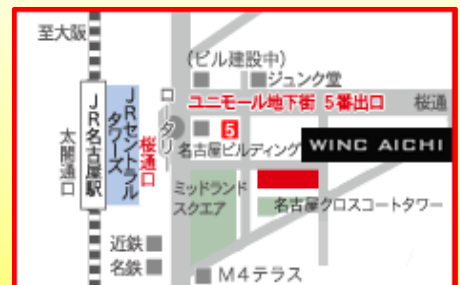 至大阪
(ビル建設中)
ジュンク堂
ユニモール地下街 5番出口
桜通
JR名古屋駅
JRセントラル
タワーズ
ロータリー
桜通口
太閤通口
5
名古屋ビルディング
WINC AICHI
ミッドランド
スクエア
名古屋クロスコートタワー
近鉄
名鉄
M4テラス